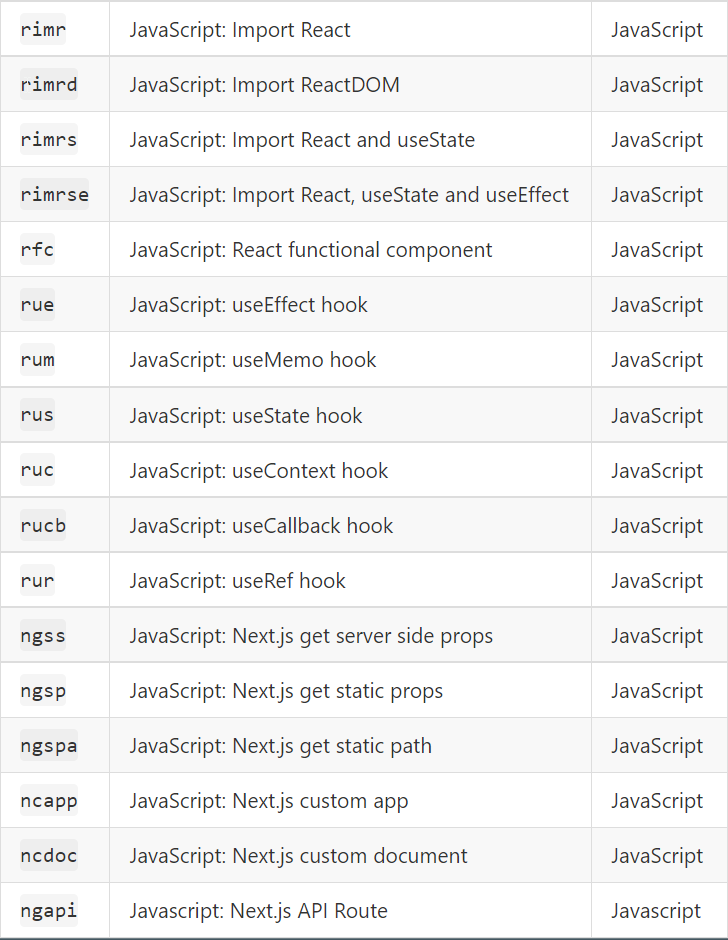 rimr JavaScript: Import React JavaScript
rimrd JavaScript: Import ReactDOM JavaScript
rimrs JavaScript: Import React and useState JavaScript
rimrse JavaScript: Import React, useState and useEffect JavaScript
rfc JavaScript: React functional component JavaScript
rue JavaScript: useEffect hook JavaScript
rum JavaScript: useMemo hook JavaScript
rus JavaScript: useState hook JavaScript
ruc JavaScript: useContext hook JavaScript
rucb JavaScript: useCallback hook JavaScript
rur JavaScript: useRef hook JavaScript
ngss JavaScript: Next.js get server side props JavaScript
ngsp JavaScript: Next.js get static props JavaScript
ngspa JavaScript: Next.js get static path JavaScript
ncapp JavaScript: Next.js custom app JavaScript
ncdoc JavaScript: Next.js custom document JavaScript
ngapi Javascript: Next.js API Route Javascript